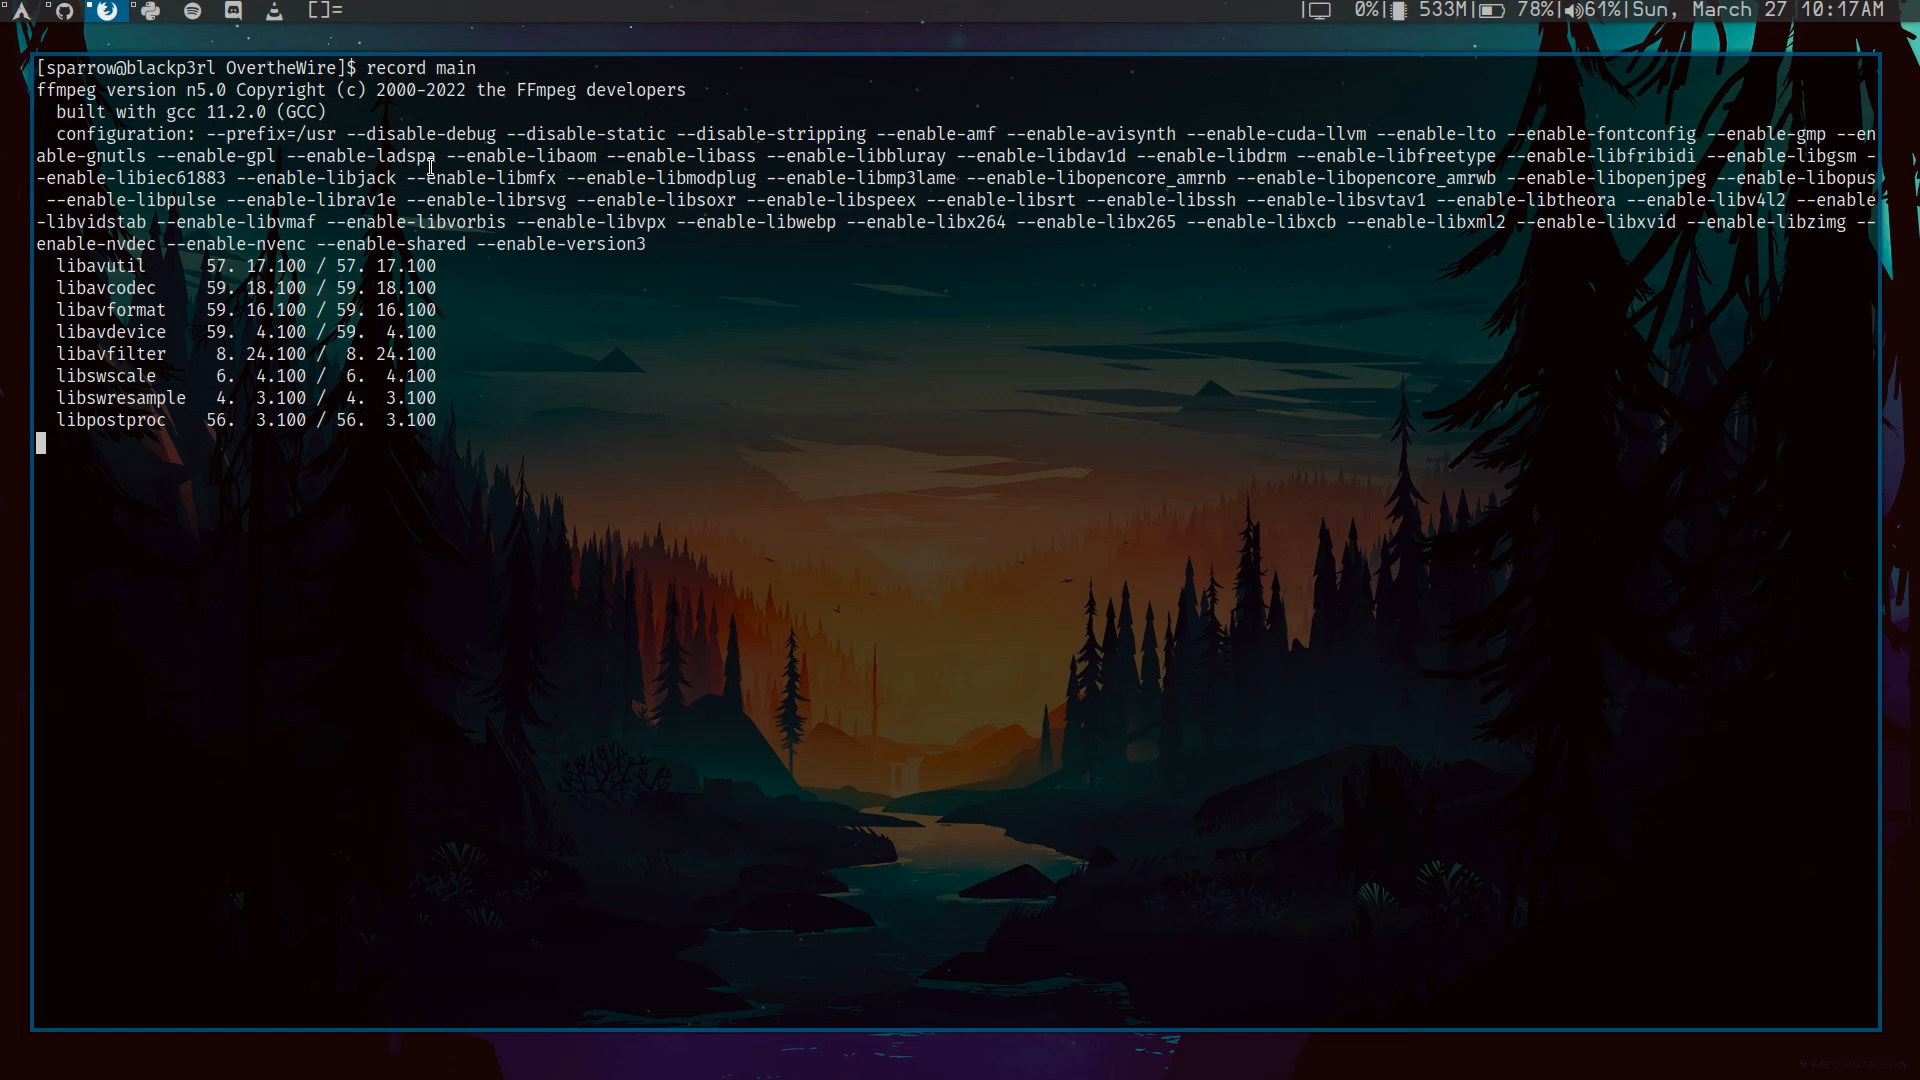 []= | 0%| 533M| 78%| 61%|Sun, March 27 |10:17AM
[sparrow@blackp3rl OvertheWire]$ record main
ffmpeg version n5.0 Copyright (c) 2000-2022 the FFmpeg developers
  built with gcc 11.2.0 (GCC)
  configuration: --prefix=/usr --disable-debug --disable-static --disable-stripping --enable-amf --enable-avisynth --enable-cuda-llvm --enable-lto --enable-fontconfig --enable-gmp --en
able-gnutls --enable-gpl --enable-ladspa --enable-libaom --enable-libass --enable-libbluray --enable-libdav1d --enable-libdrm --enable-libfreetype --enable-libfribidi --enable-libgsm -
-enable-libiec61883 --enable-libjack --enable-libmfx --enable-libmodplug --enable-libmp3lame --enable-libopencore_amrnb --enable-libopencore_amrwb --enable-libopenjpeg --enable-libopus
 --enable-libpulse --enable-librav1e --enable-librsvg --enable-libsoxr --enable-libspeex --enable-libsrt --enable-libssh --enable-libsvtav1 --enable-libtheora --enable-libv4l2 --enable
-libvidstab --enable-libvmaf --enable-libvorbis --enable-libvpx --enable-libwebp --enable-libx264 --enable-libx265 --enable-libxcb --enable-libxml2 --enable-libxvid --enable-libzimg --
enable-nvdec --enable-nvenc --enable-shared --enable-version3
  libavutil      57. 17.100 / 57. 17.100
  libavcodec     59. 18.100 / 59. 18.100
  libavformat    59. 16.100 / 59. 16.100
  libavdevice    59.  4.100 / 59.  4.100
  libavfilter     8. 24.100 /  8. 24.100
  libswscale      6.  4.100 /  6.  4.100
  libswresample   4.  3.100 /  4.  3.100
  libpostproc    56.  3.100 / 56.  3.100